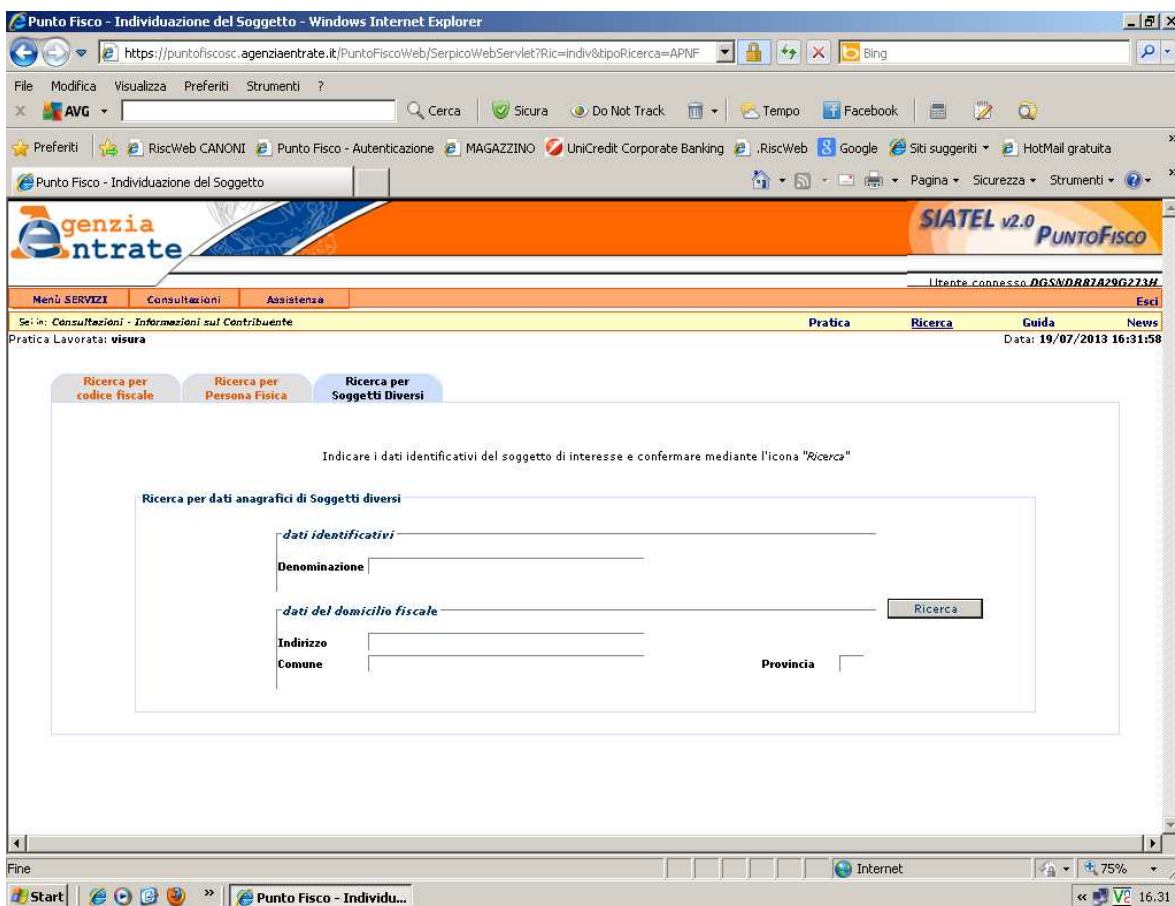 Punto Fisco - Individuazione del Soggetto - Windows Internet Explorer
https://puntofiscosc.agenziaentrate.it/PuntoFiscoWeb/SerpicoWebServlet?Ric=indiv&tipoRicerca=APNF
Bing
File Modifica Visualizza Preferiti Strumenti ?
AVG Cerca Sicura Do Not Track Tempo Facebook
Preferiti RiscWeb CANONI Punto Fisco - Autenticazione MAGAZZINO UniCredit Corporate Banking .RiscWeb Google Siti suggeriti HotMail gratuita
Punto Fisco - Individuazione del Soggetto Pagina Sicurezza Strumenti
Agenzia Entrate
SIATEL v2.0 PUNTOFISCO
Utente connesso DGSNDR87A29G273H
Menù SERVIZI Consultazioni Assistenza
Esci
Sei in: Consultazioni - Informazioni sul Contribuente Pratica Ricerca Guida News
Pratica Lavorata: visura Data: 19/07/2013 16:31:58
Ricerca per codice fiscale
Ricerca per Persona Fisica
Ricerca per Soggetti Diversi
Indicare i dati identificativi del soggetto di interesse e confermare mediante l'icona "Ricerca"
Ricerca per dati anagrafici di Soggetti diversi
dati identificativi
Denominazione
dati del domicilio fiscale
Ricerca
Indirizzo
Comune Provincia
Fine Internet 75%
Start Punto Fisco - Individu... 16.31